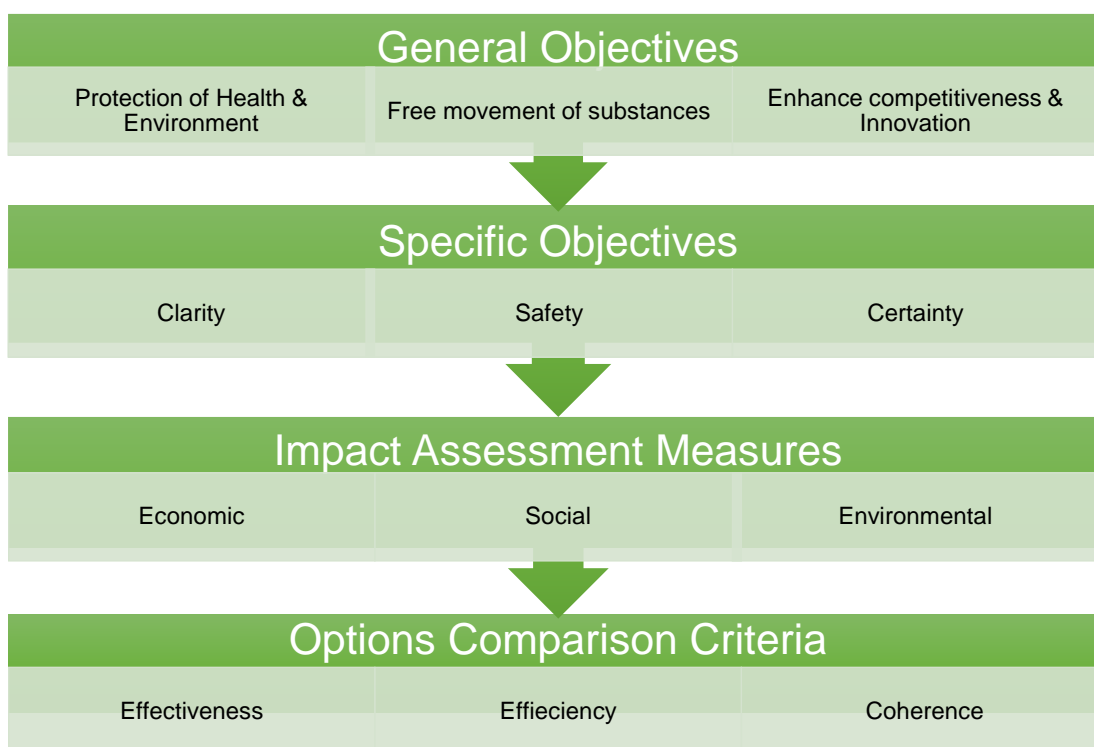 General Objectives
Protection of Health &
Environment
Free movement of substances
Enhance competitiveness &
Innovation
Specific Objectives
Clarity
Safety
Certainty
Impact Assessment Measures
Economic
Social
Environmental
Options Comparison Criteria
Effectiveness
Effieciency
Coherence